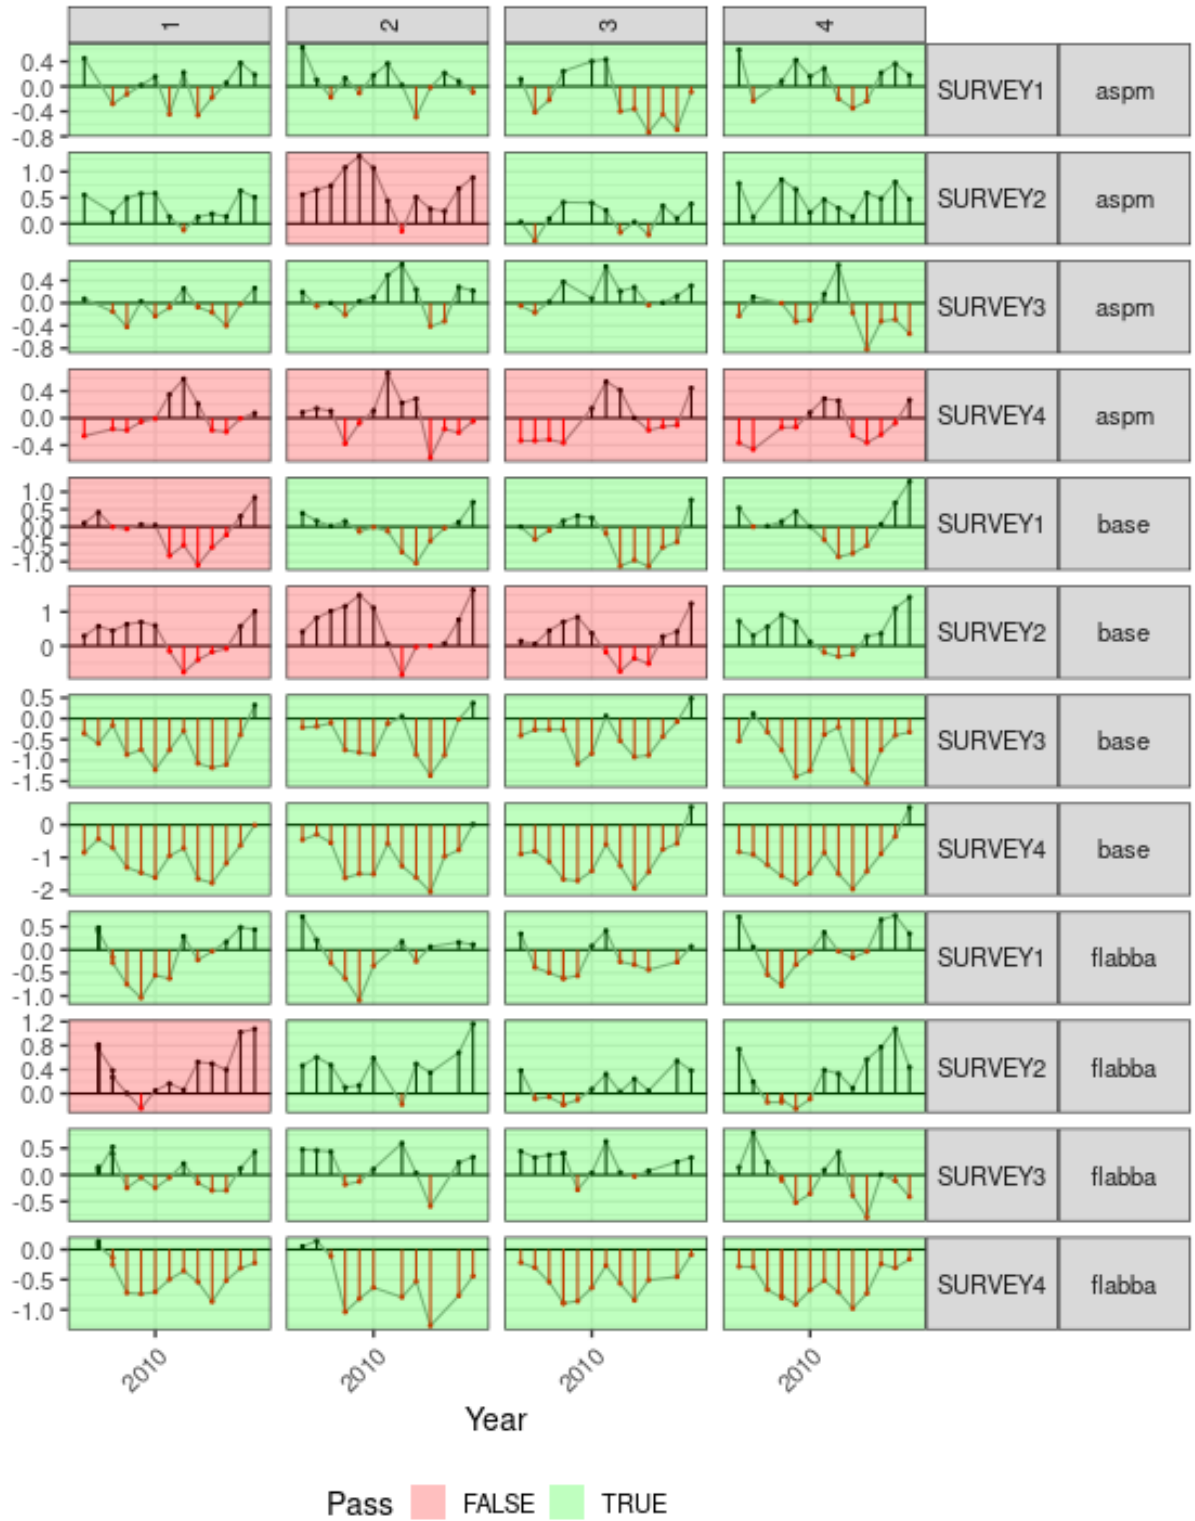 1 2 3 4
0.4
0.0
-0.4
-0.8
SURVEY1 aspm
1.0
0.5
0.0
SURVEY2 aspm
0.4
0.0
-0.4
-0.8
SURVEY3 aspm
0.4
0.0
-0.4
SURVEY4 aspm
1.0
0.5
0.0
-0.5
-1.0
SURVEY1 base
1
0
SURVEY2 base
0.5
0.0
-0.5
-1.0
-1.5
SURVEY3 base
0
-1
-2
SURVEY4 base
0.5
0.0
-0.5
-1.0
SURVEY1 flabba
1.2
0.8
0.4
0.0
SURVEY2 flabba
0.5
0.0
-0.5
SURVEY3 flabba
0.0
-0.5
-1.0
SURVEY4 flabba
2010 2010 2010 2010
Year
Pass FALSE TRUE